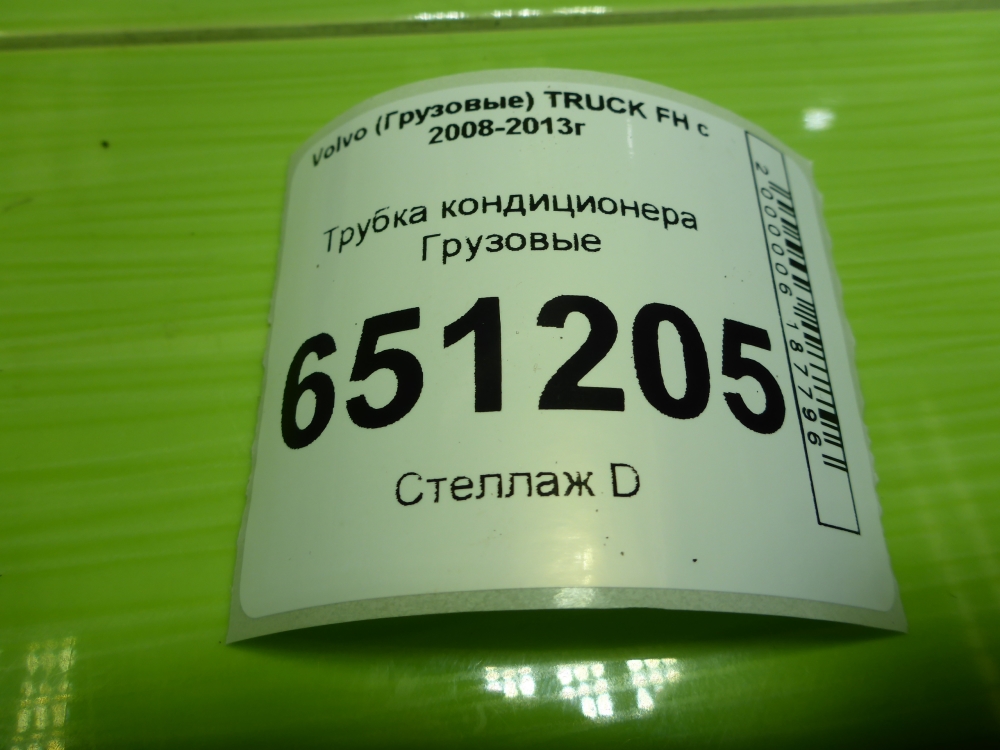 Volvo (Грузовые) TRUCK FH с
2008-2013г
Трубка кондиционера
Грузовые
651205
Стеллаж D
2000006187796